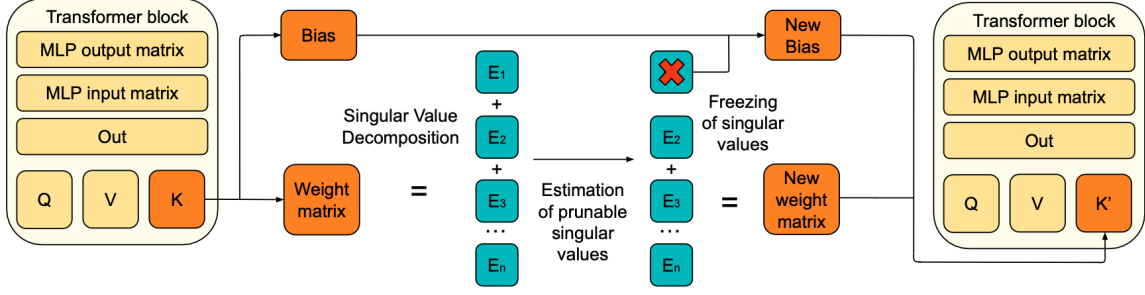 Transformer block
MLP output matrix
MLP input matrix
Out
Q
V
K
Bias
Weight
matrix
=
Singular Value
Decomposition
E1
+
E2
+
E3
...
En
Estimation
of prunable
singular
values
E2
+
E3
...
En
Freezing
of singular
values
=
New
Bias
New
weight
matrix
Transformer block
MLP output matrix
MLP input matrix
Out
Q
V
K'